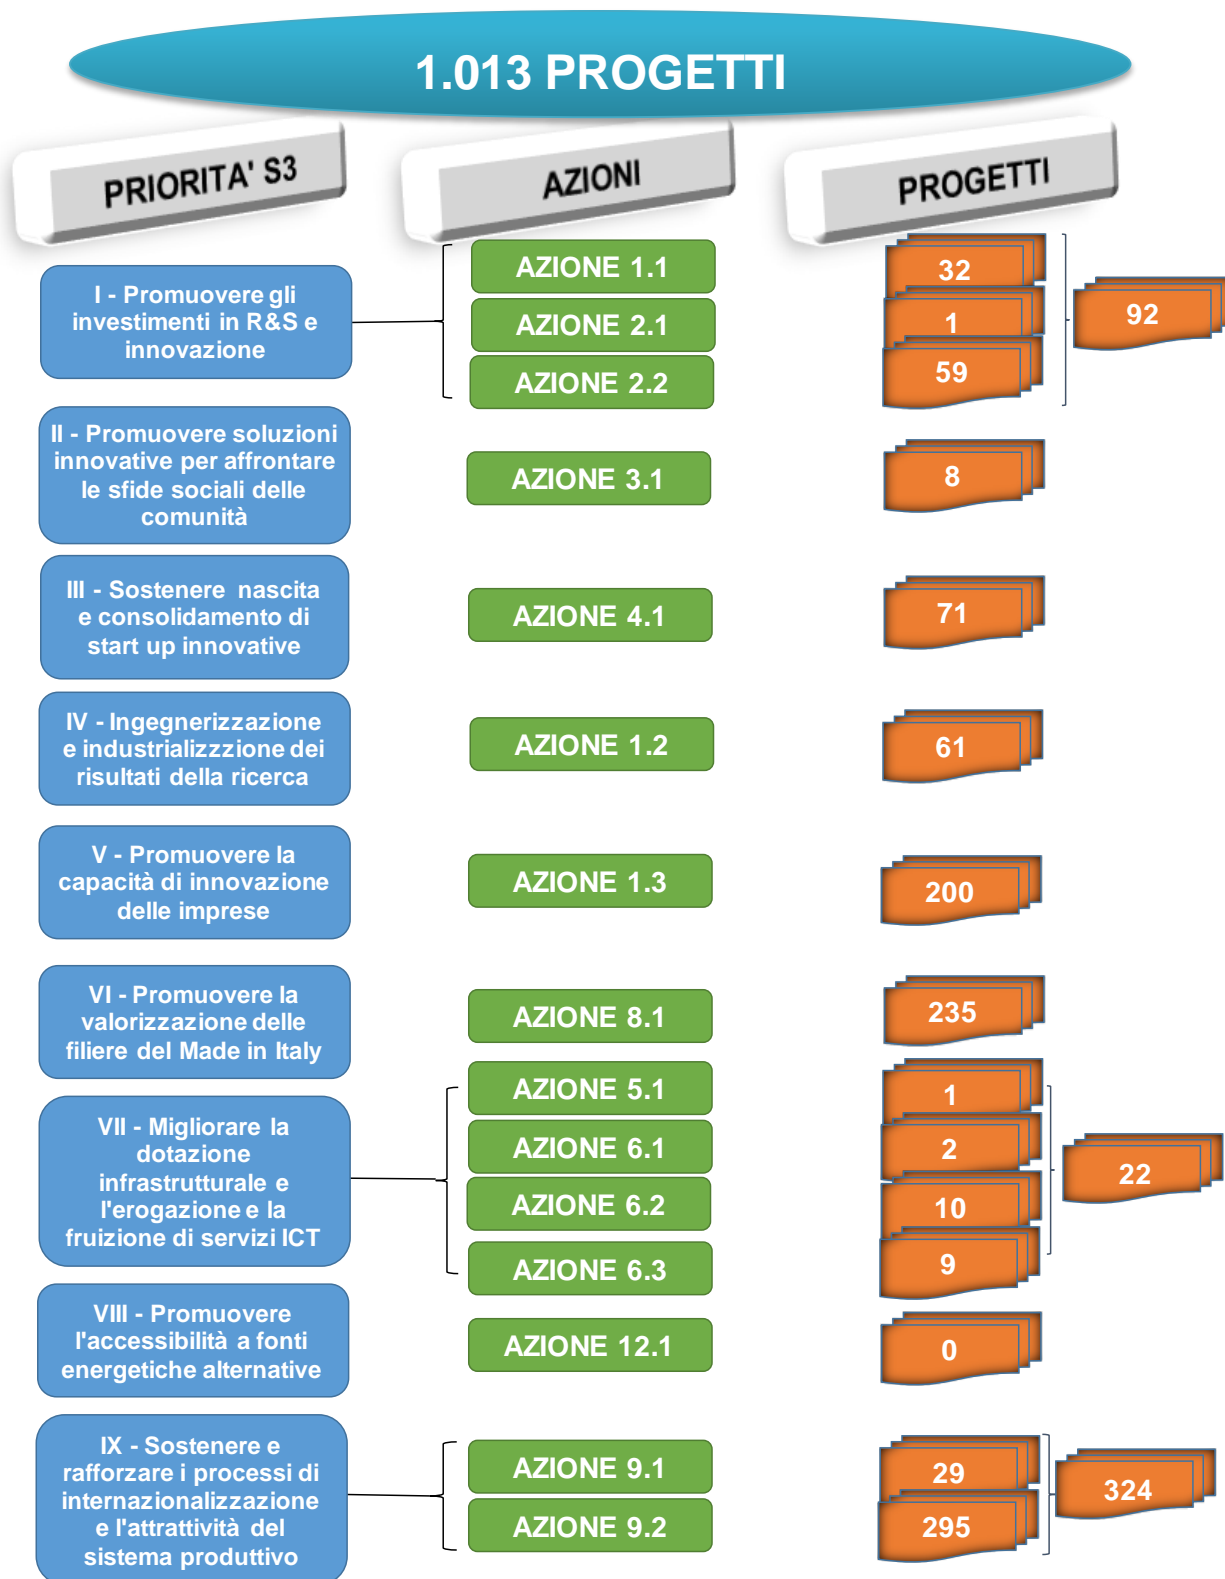 1.013 PROGETTI
PRIORITA' S3
AZIONI
PROGETTI
I - Promuovere gli
investimenti in R&S e
innovazione
AZIONE 1.1
AZIONE 2.1
AZIONE 2.2
32
1
59
92
II - Promuovere soluzioni
innovative per affrontare
le sfide sociali delle
comunità
AZIONE 3.1
8
III - Sostenere nascita
e consolidamento di
start up innovative
AZIONE 4.1
71
IV - Ingegnerizzazione
e industrializzzione dei
risultati della ricerca
AZIONE 1.2
61
V - Promuovere la
capacità di innovazione
delle imprese
AZIONE 1.3
200
VI - Promuovere la
valorizzazione delle
filiere del Made in Italy
AZIONE 8.1
235
VII - Migliorare la
dotazione
infrastrutturale e
l'erogazione e la
fruizione di servizi ICT
AZIONE 5.1
AZIONE 6.1
AZIONE 6.2
AZIONE 6.3
1
2
10
9
22
VIII - Promuovere
l'accessibilità a fonti
energetiche alternative
AZIONE 12.1
0
IX - Sostenere e
rafforzare i processi di
internazionalizzazione
e l'attrattività del
sistema produttivo
AZIONE 9.1
AZIONE 9.2
29
295
324